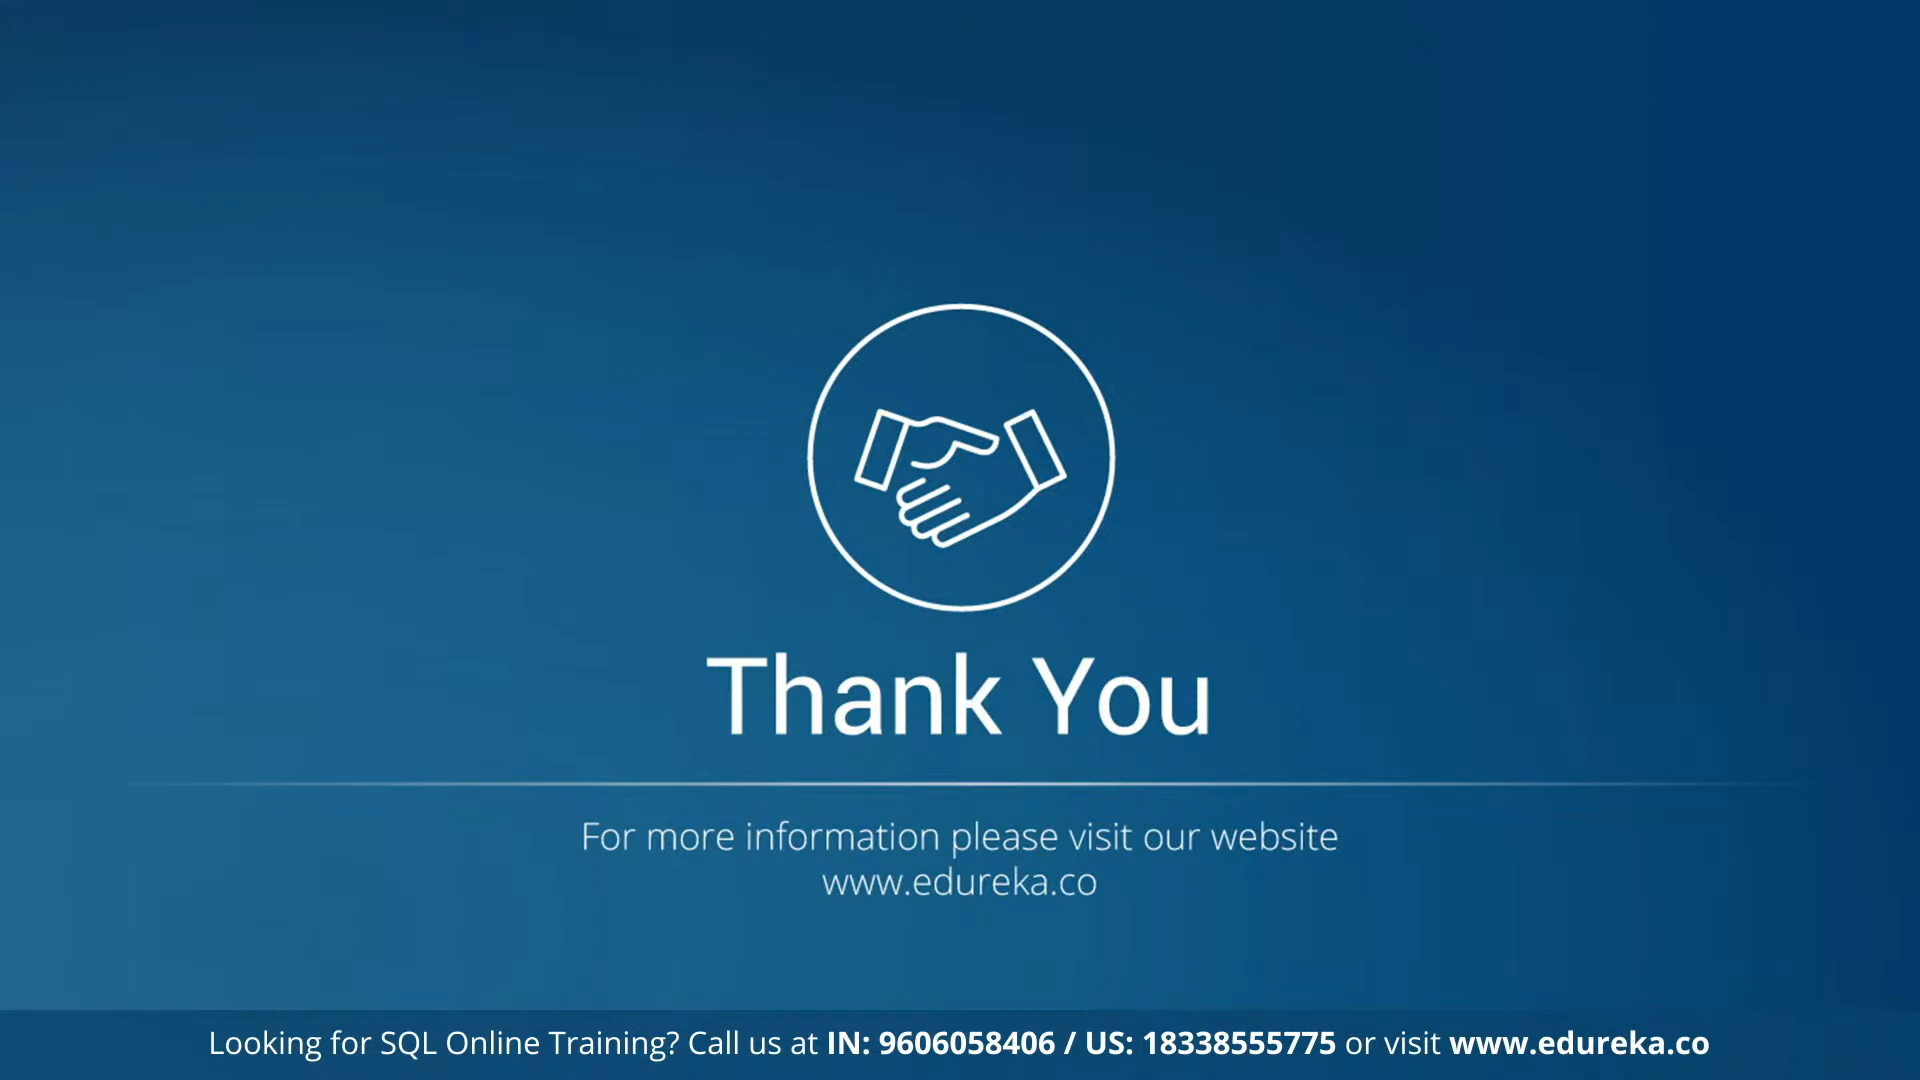 Thank You
For more information please visit our website
www.edureka.co
Looking for SQL Online Training? Call us at IN: 9606058406 / US: 18338555775 or visit www.edureka.co